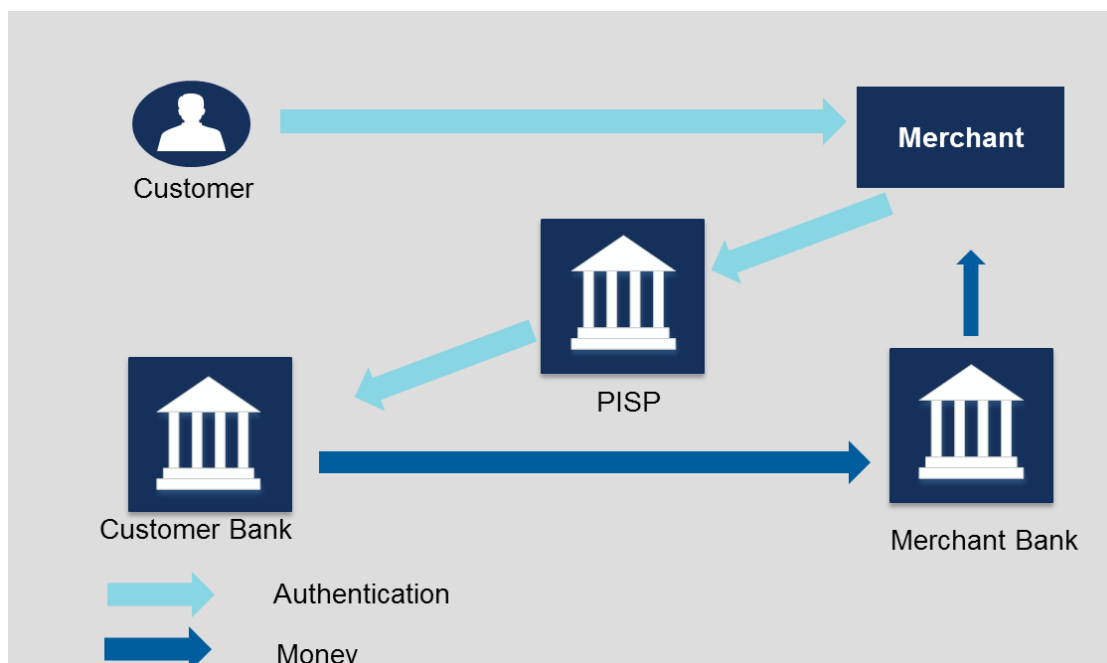 Customer
Merchant
PISP
Customer Bank
Merchant Bank
Authentication
Money